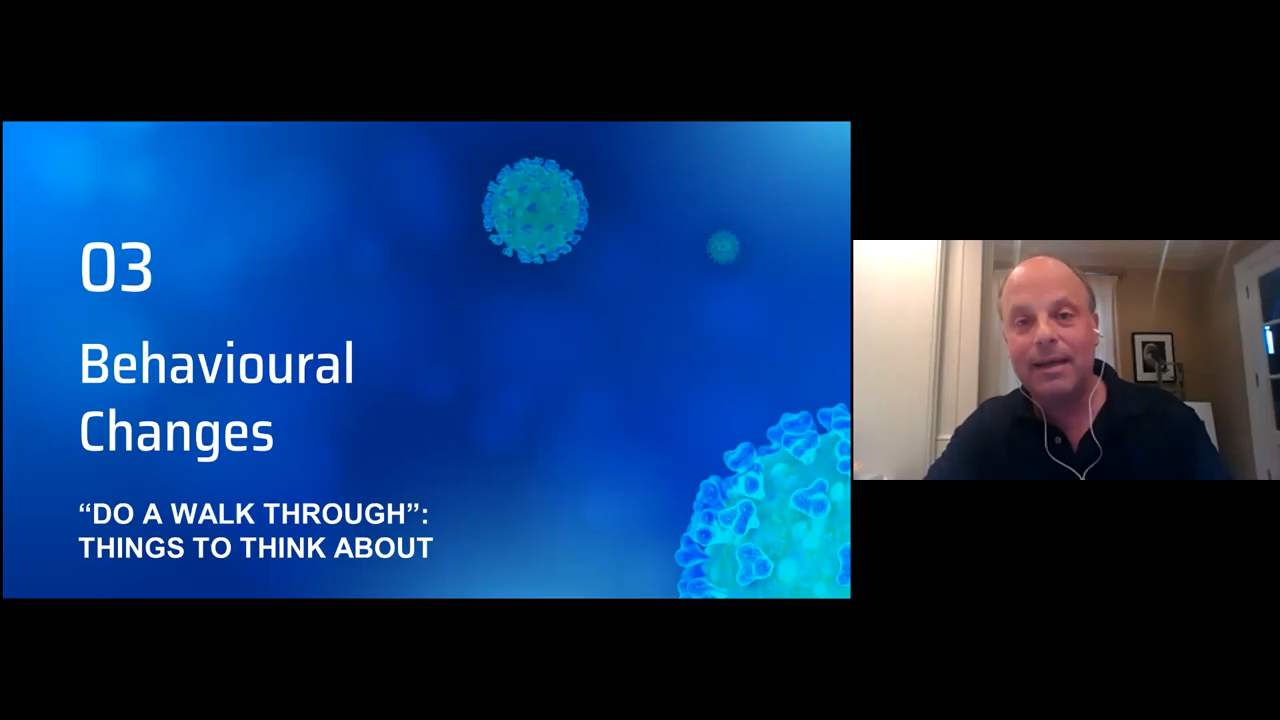 03
Behavioural
Changes
“DO A WALK THROUGH”:
THINGS TO THINK ABOUT